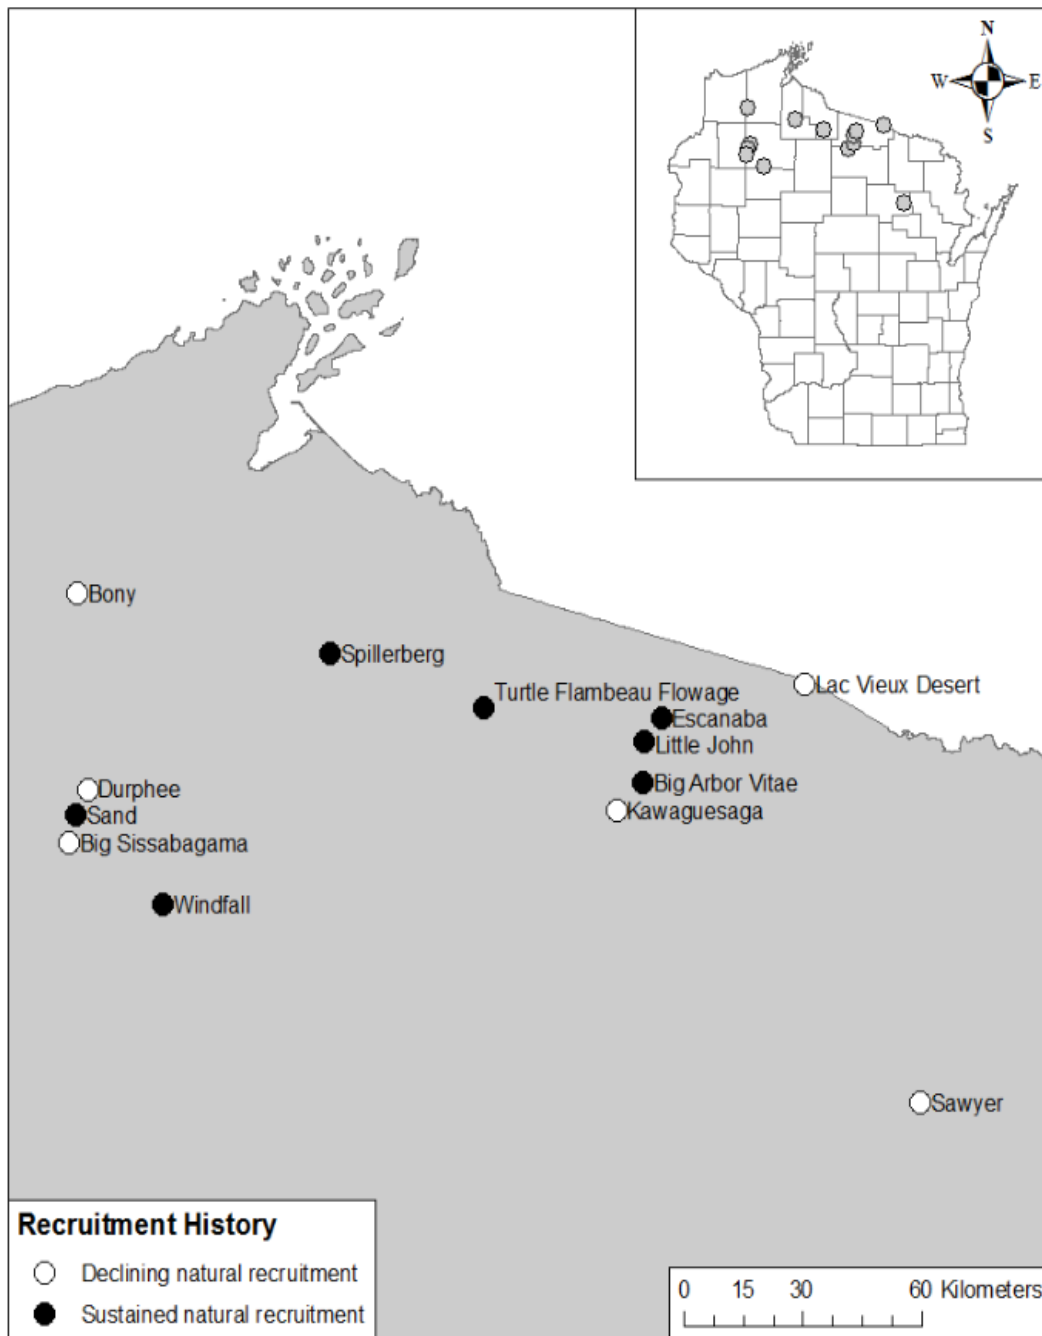 N
W E
S
Bony
Spillerberg
Lac Vieux Desert
Turtle Flambeau Flowage
Escanaba
Little John
Durphee
Big Arbor Vitae
Sand
Kawaguesaga
Big Sissabagama
Windfall
Sawyer
Recruitment History
Declining natural recruitment
Sustained natural recruitment
0 15 30 60 Kilometers